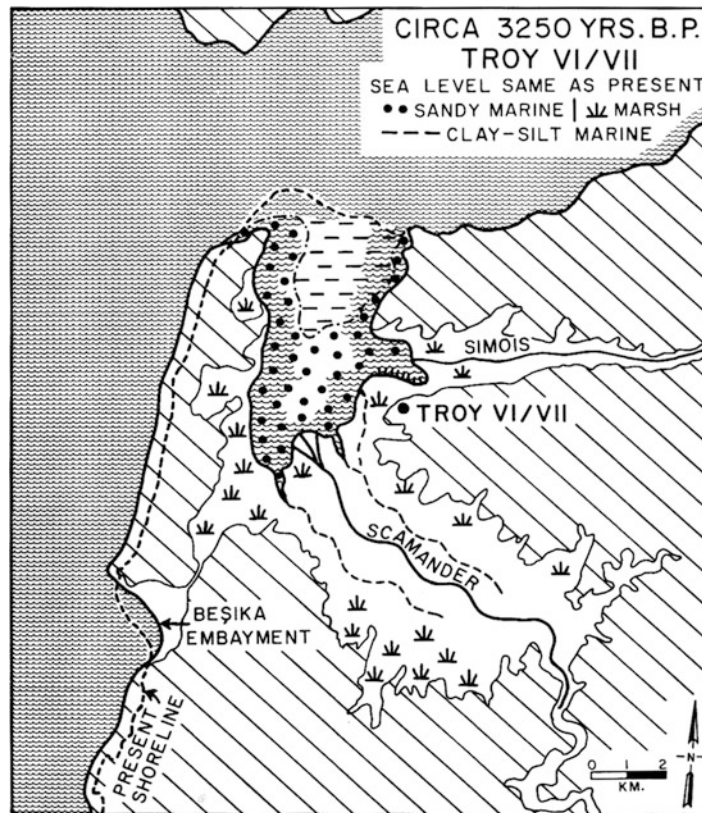 CIRCA 3250 YRS. B.P.
TROY VI/VII
SEA LEVEL SAME AS PRESENT
SANDY MARINE | MARSH
CLAY-SILT MARINE
SIMOIS
TROY VI/VII
SCAMANDER
BEŞIKA
EMBAYMENT
PRESENT
SHORELINE
N
0 1 2
KM.